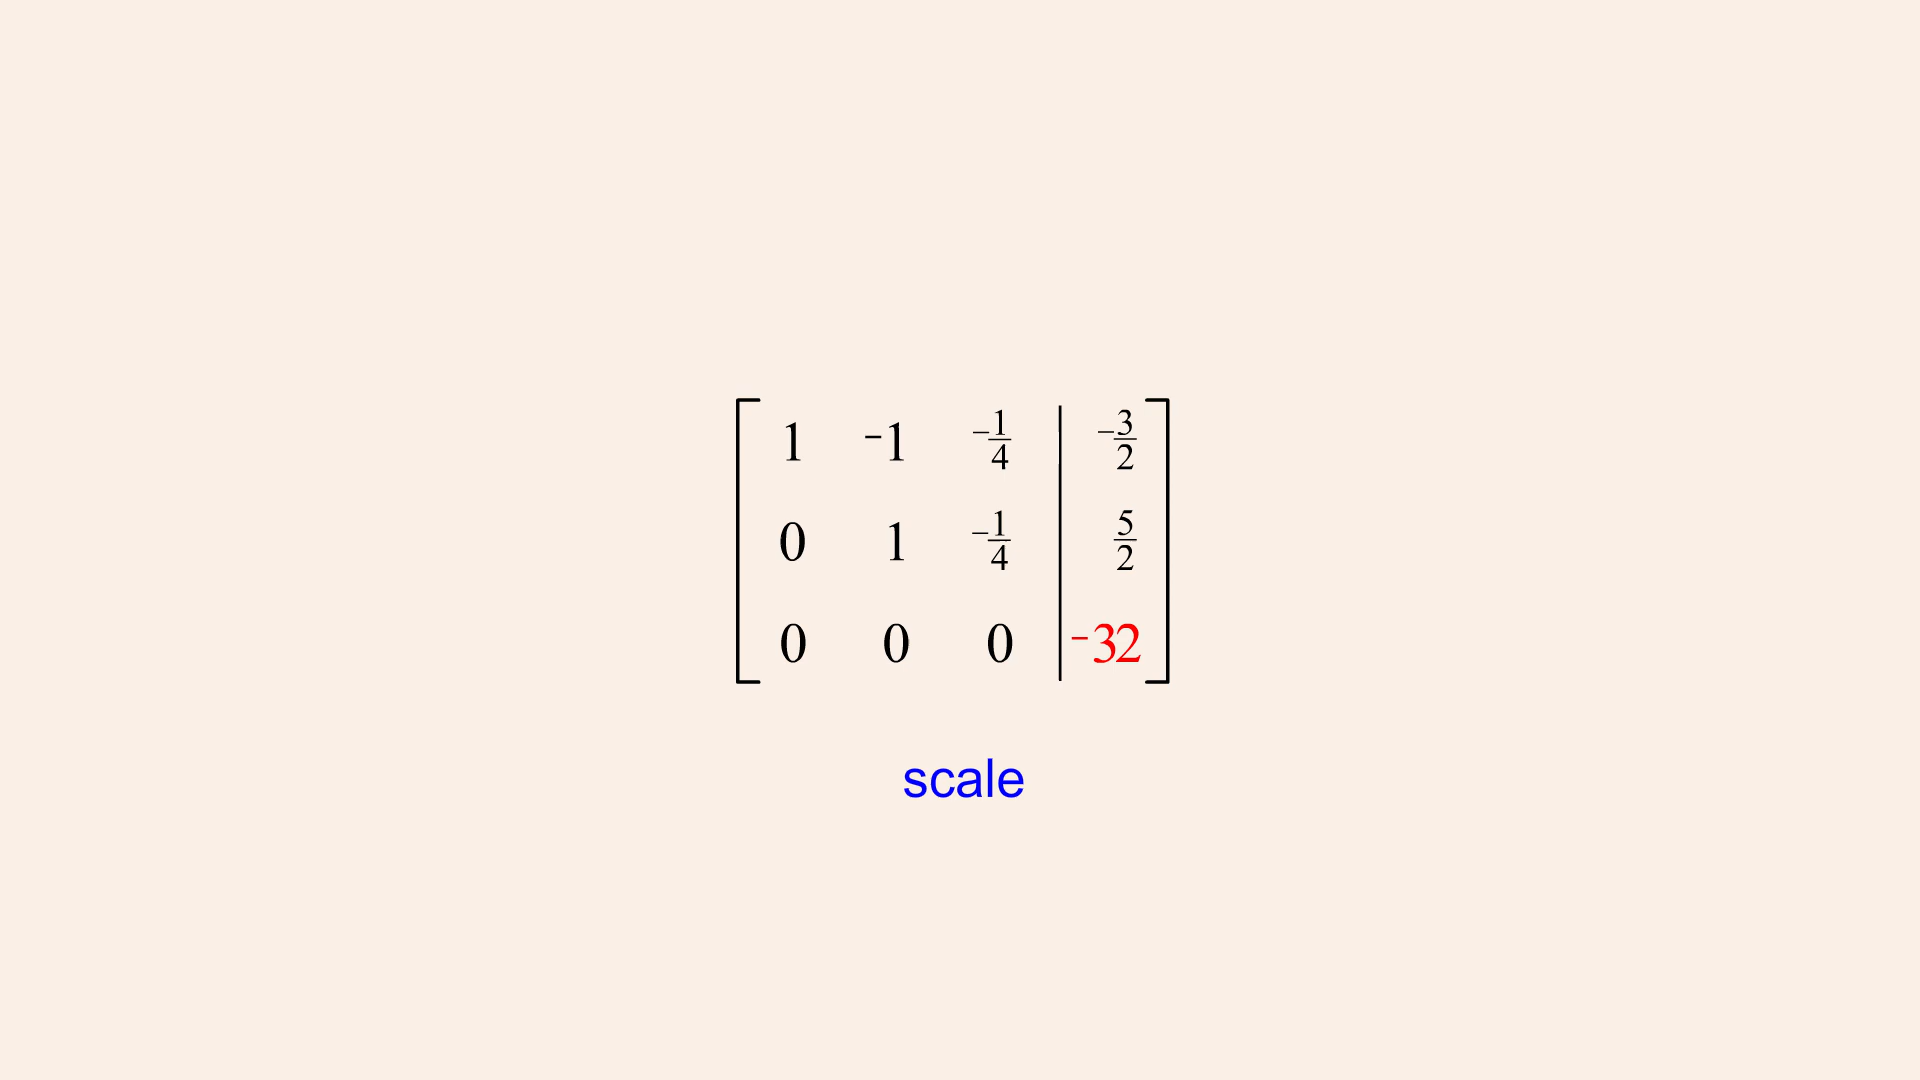 1 -1 -1/4 | -3/2
0 1 -1/4 | 5/2
0 0 0 | -32
scale